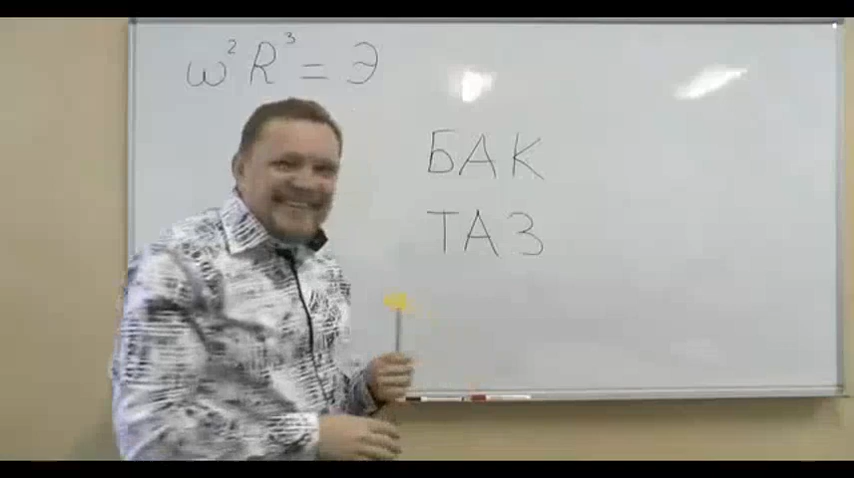 ω²R³ = Э
БАК
ТАЗ